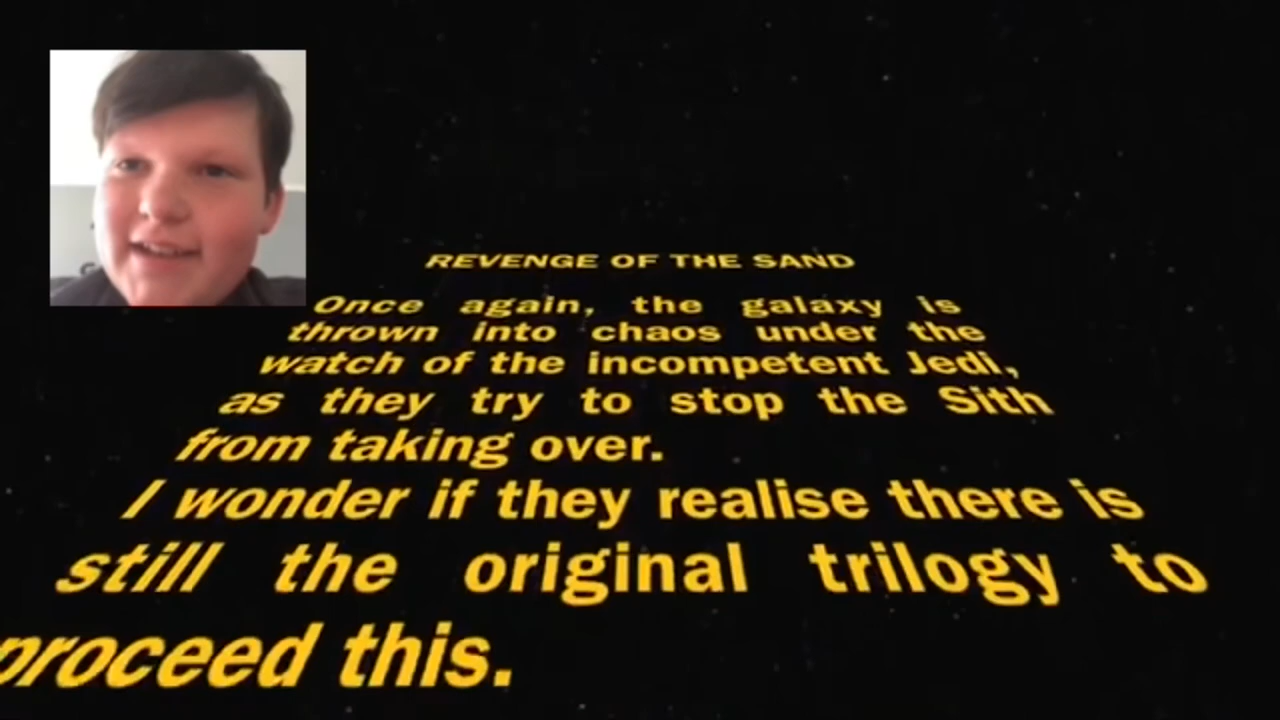 REVENGE OF THE SAND
Once again, the galaxy is
thrown into chaos under the
watch of the incompetent Jedi,
as they try to stop the Sith
from taking over.
I wonder if they realise there is
still the original trilogy to
proceed this.